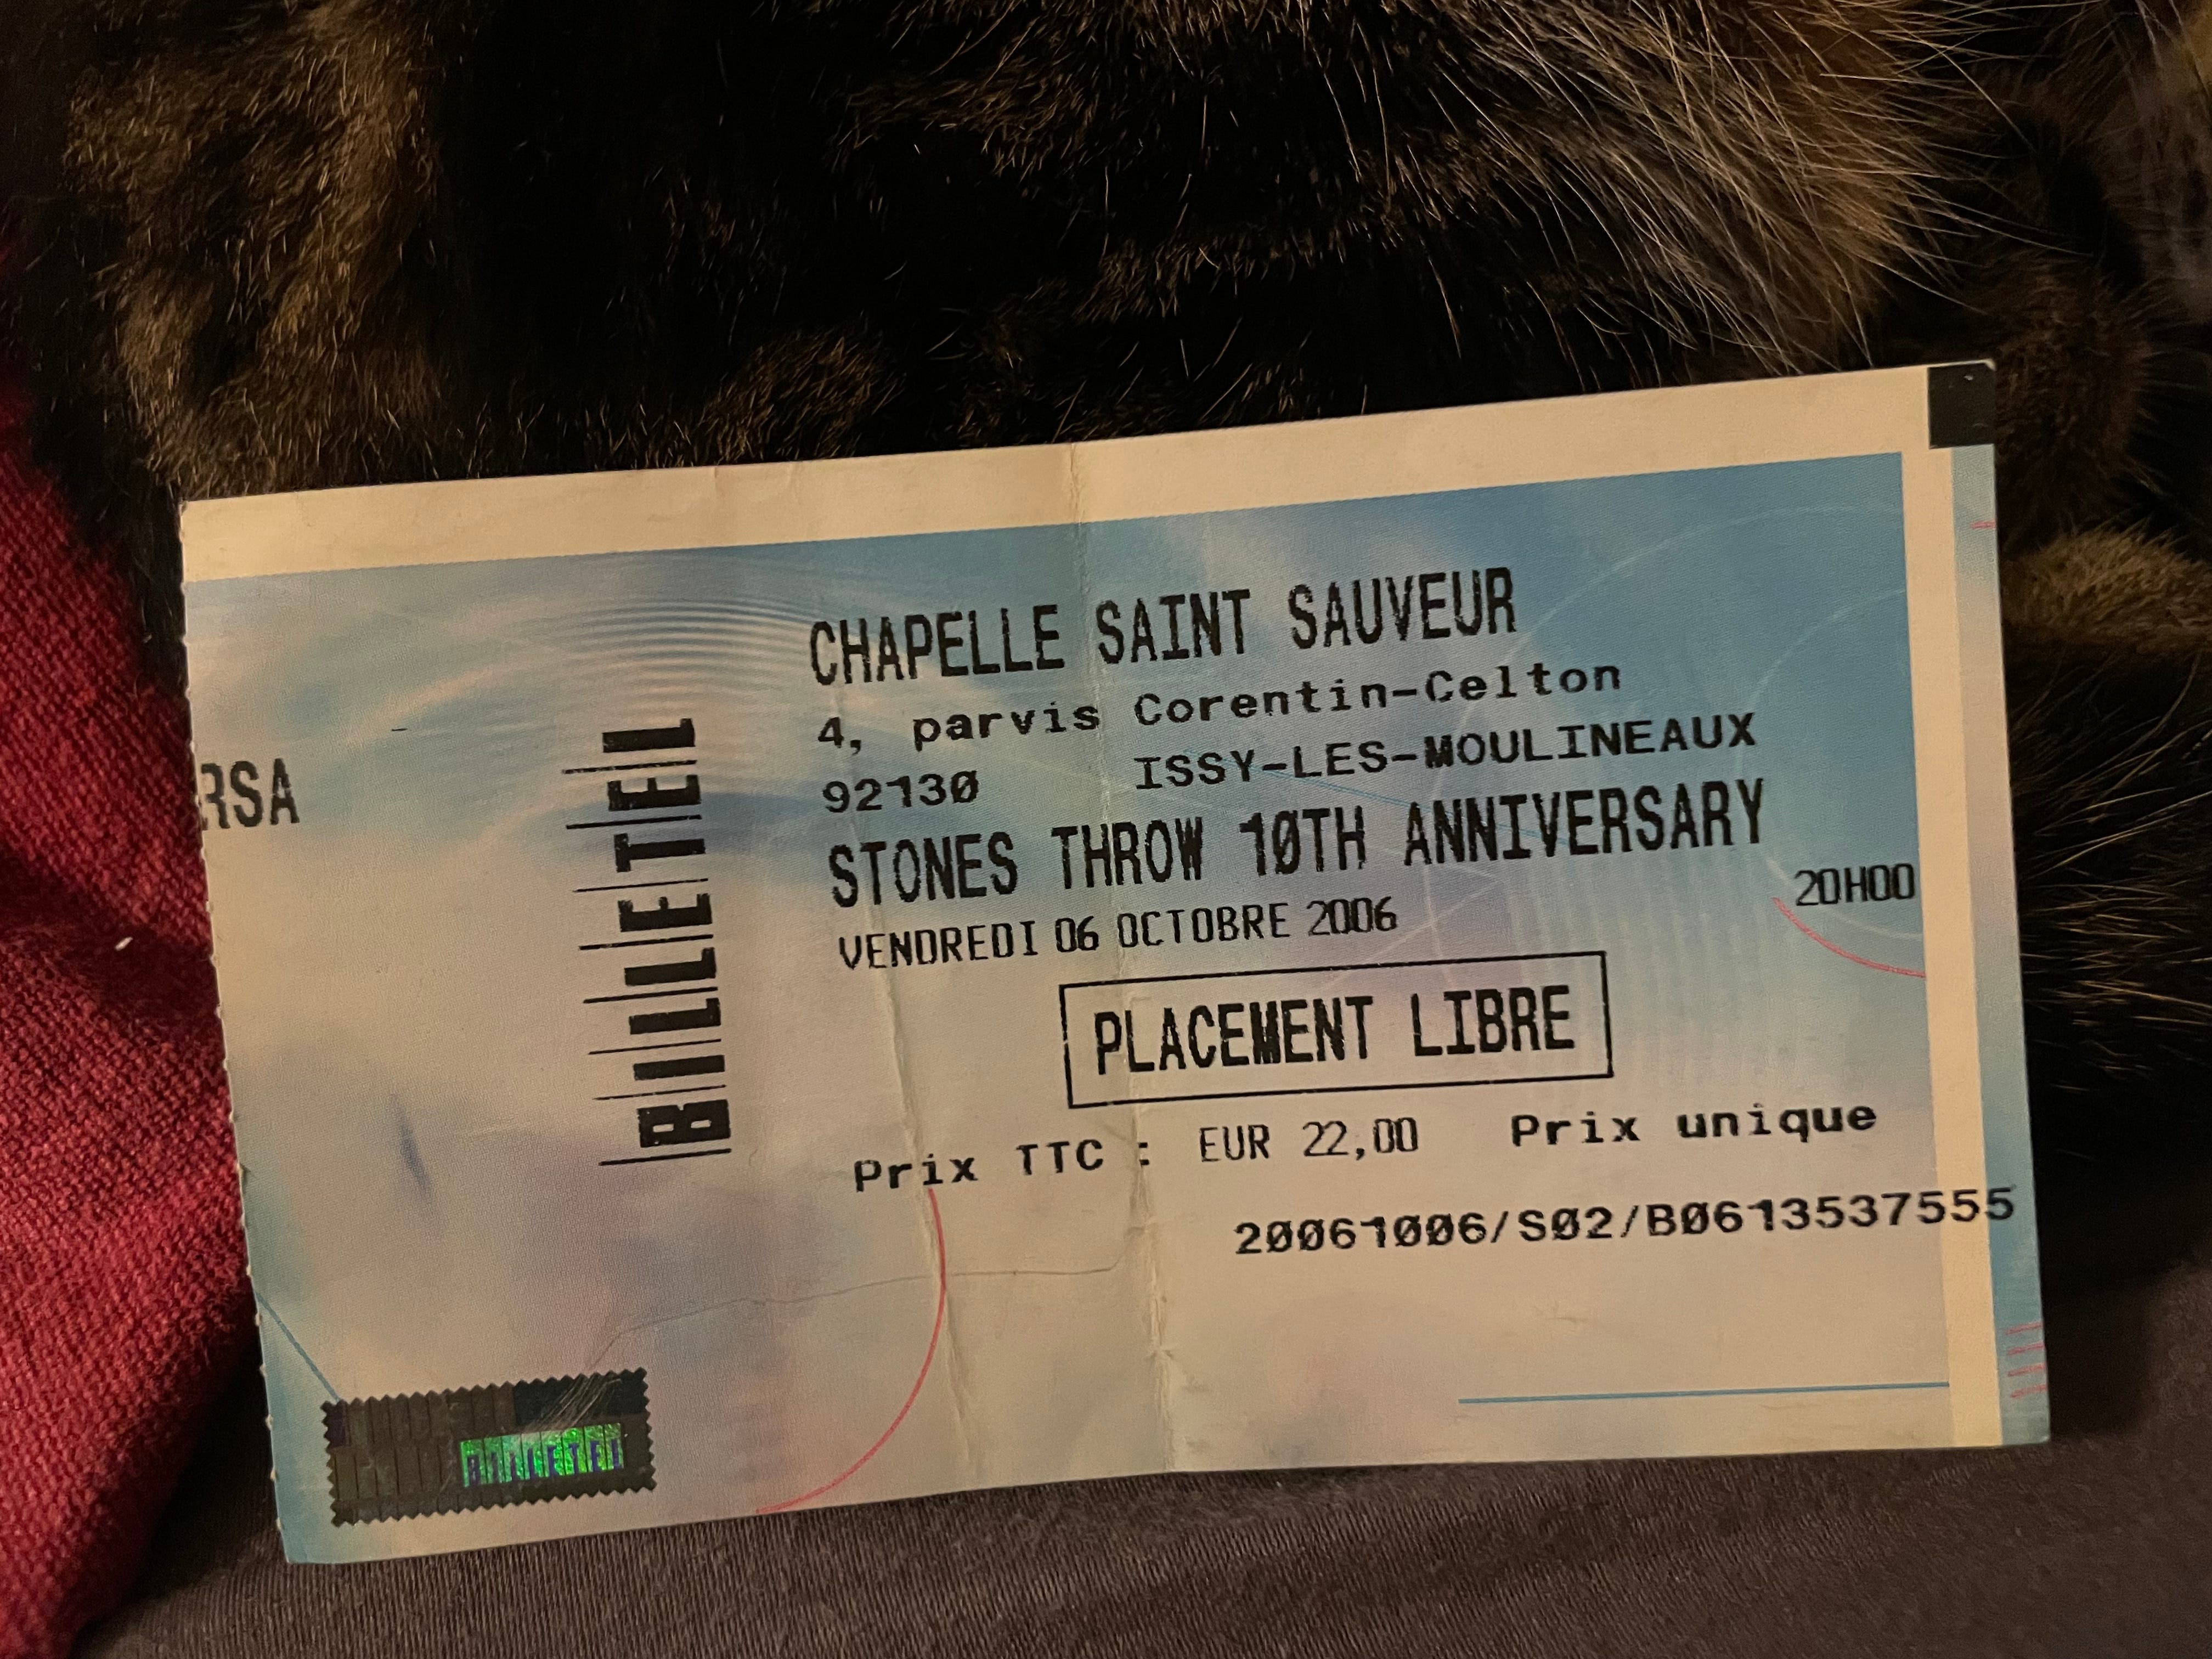 RSA
BILLETEL
CHAPELLE SAINT SAUVEUR
4, parvis Corentin-Celton
92130 ISSY-LES-MOULINEAUX
STONES THROW 10TH ANNIVERSARY
VENDREDI 06 OCTOBRE 2006 20H00
PLACEMENT LIBRE
Prix TTC : EUR 22,00 Prix unique
20061006/S02/B0613537555
BILLETEL